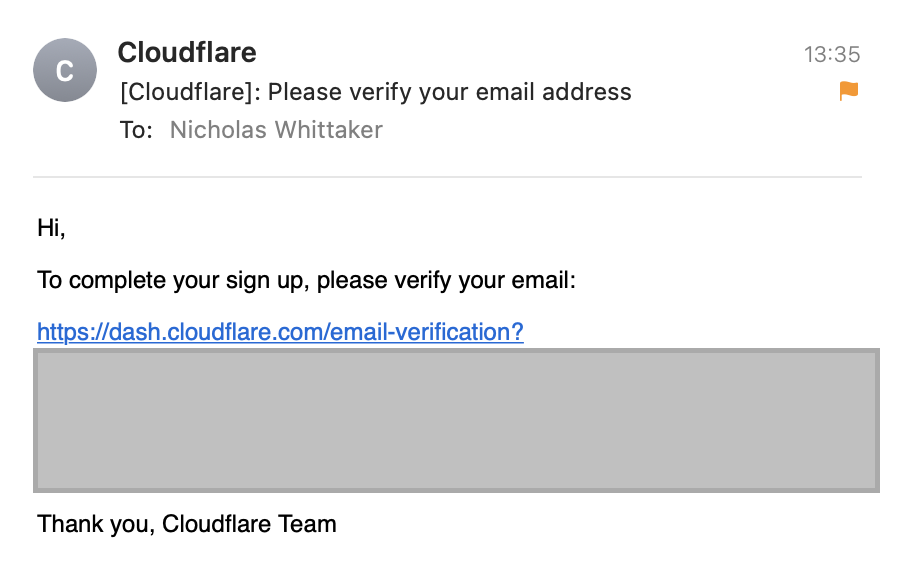 C
Cloudflare
13:35
[Cloudflare]: Please verify your email address
To: Nicholas Whittaker
Hi,
To complete your sign up, please verify your email:
https://dash.cloudflare.com/email-verification?
Thank you, Cloudflare Team